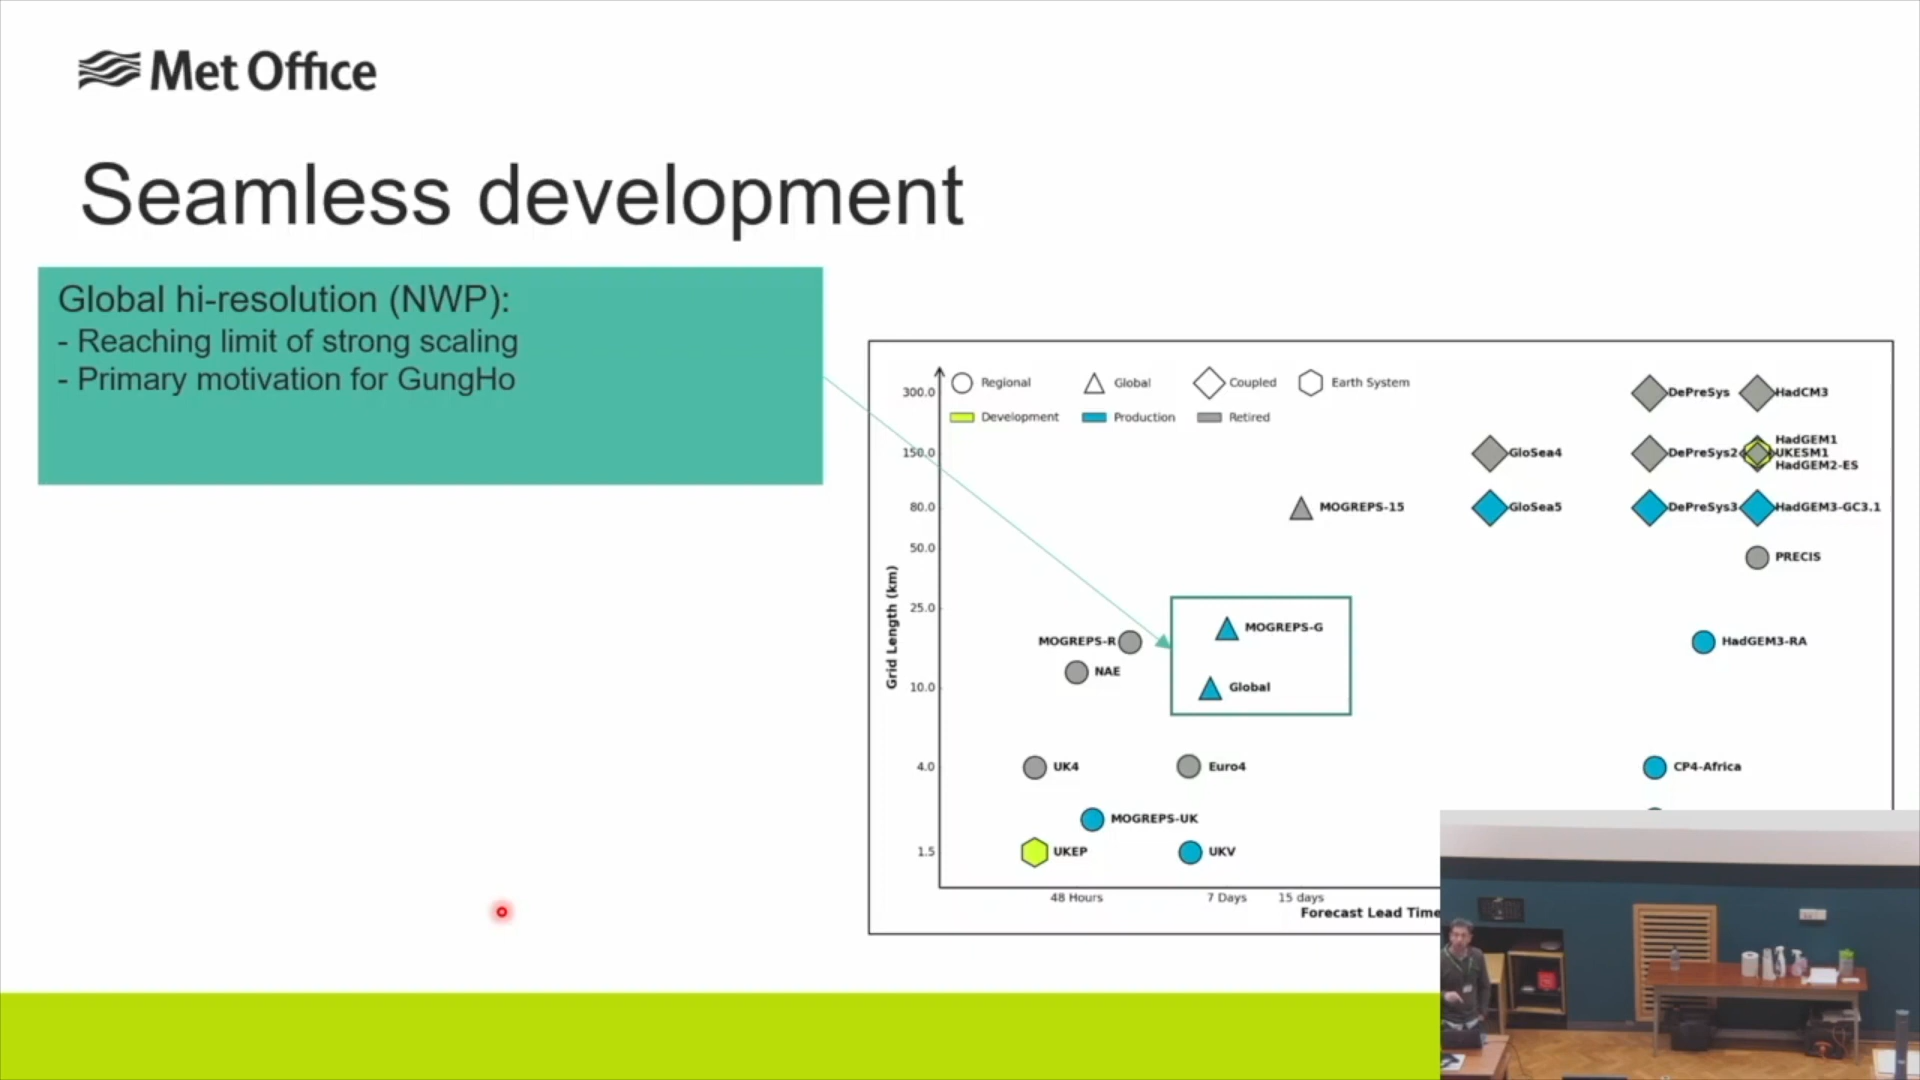 Met Office
Seamless development
Global hi-resolution (NWP):
- Reaching limit of strong scaling
- Primary motivation for GungHo
Regional
Global
Coupled
Earth System
Development
Production
Retired
Grid Length (km)
300.0
150.0
80.0
50.0
25.0
10.0
4.0
1.5
DePreSys
HadCM3
GloSea4
DePreSys2
HadGEM1
UKESM1
HadGEM2-ES
MOGREPS-15
GloSea5
DePreSys3
HadGEM3-GC3.1
PRECIS
MOGREPS-G
MOGREPS-R
HadGEM3-RA
NAE
Global
UK4
Euro4
CP4-Africa
MOGREPS-UK
UKEP
UKV
48 Hours
7 Days
15 days
Forecast Lead Time